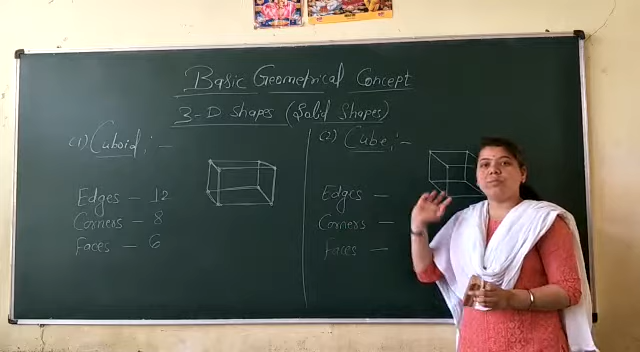 Basic Geometrical Concept
3-D Shapes (Solid Shapes)
(1) Cuboid :-
Edges - 12
Corners - 8
Faces - 6
(2) Cube :-
Edges -
Corners -
Faces -